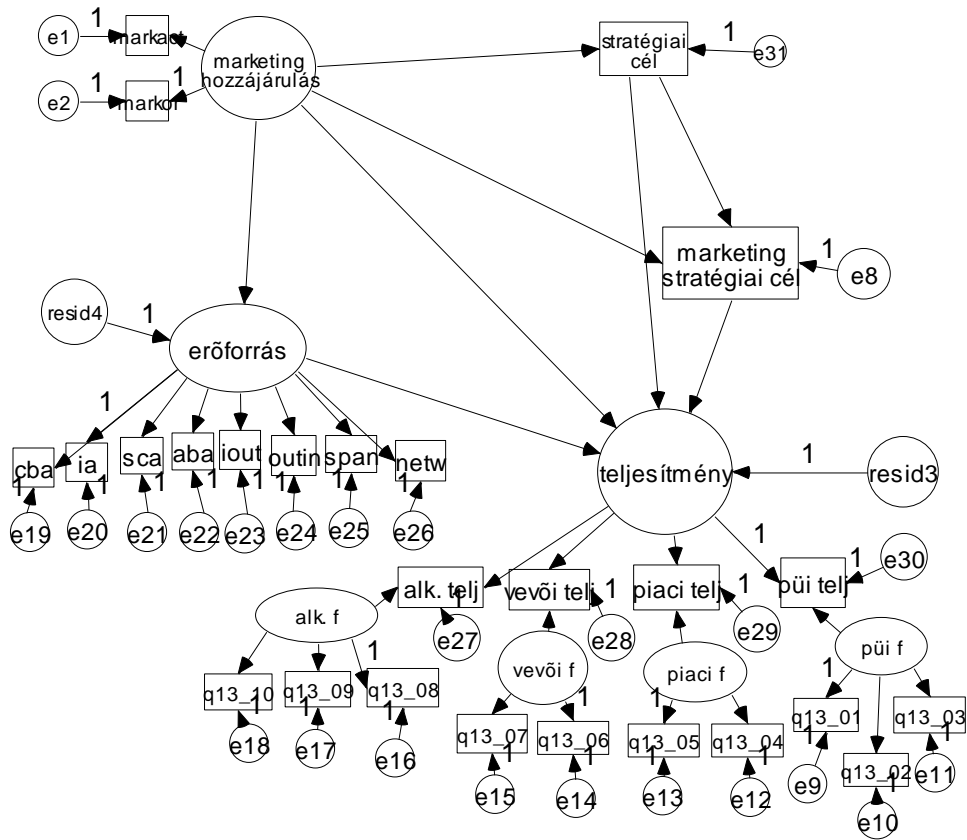 e1
1
markact
marketing
hozzájárulás
stratégiai
cél
1
e31
e2
1
markor
1
marketing
stratégiai cél
1
e8
resid4
1
erõforrás
1
cba
ia
sca
aba
iout
outin
span
netw
1
1
1
1
1
1
1
1
e19
e20
e21
e22
e23
e24
e25
e26
teljesítmény
1
resid3
1
alk. telj
vevõi telj
piaci telj
püi telj
1
1
1
1
e27
e28
e29
e30
alk. f
1
vevõi f
1
piaci f
1
püi f
1
q13_10
q13_09
q13_08
q13_07
q13_06
q13_05
q13_04
q13_01
q13_02
q13_03
1
1
1
1
1
1
1
1
1
1
e18
e17
e16
e15
e14
e13
e12
e9
e10
e11